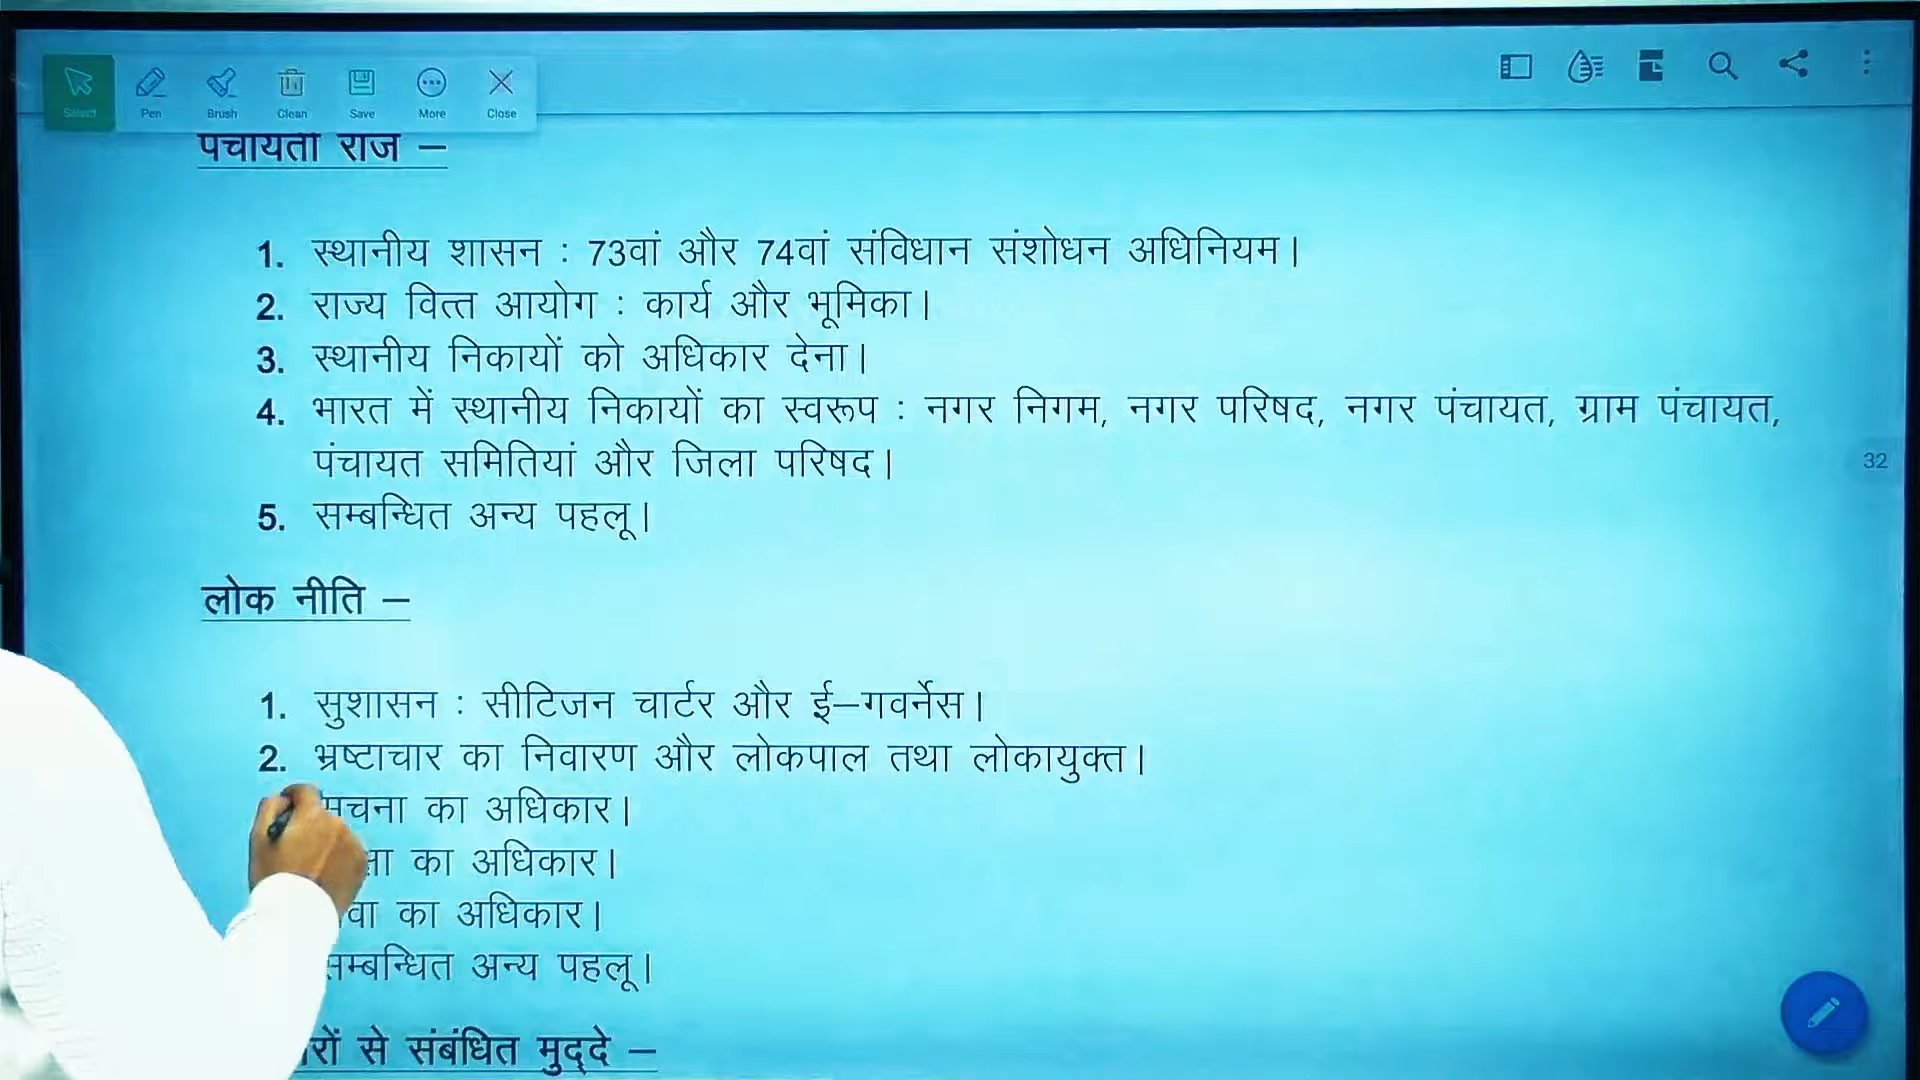 Select Pen Brush Clean Save More Close
राज –
1. स्थानीय शासन : 73वां और 74वां संविधान संशोधन अधिनियम।
2. राज्य वित्त आयोग : कार्य और भूमिका।
3. स्थानीय निकायों को अधिकार देना।
4. भारत में स्थानीय निकायों का स्वरूप : नगर निगम, नगर परिषद, नगर पंचायत, ग्राम पंचायत,
पंचायत समितियां और जिला परिषद।
32
5. सम्बन्धित अन्य पहलू।
लोक नीति –
1. सुशासन : सीटिजन चार्टर और ई–गवर्नेस।
2. भ्रष्टाचार का निवारण और लोकपाल तथा लोकायुक्त।
का अधिकार।
का अधिकार।
का अधिकार।
सम्बन्धित अन्य पहलू।
से संबंधित मुद्दे –